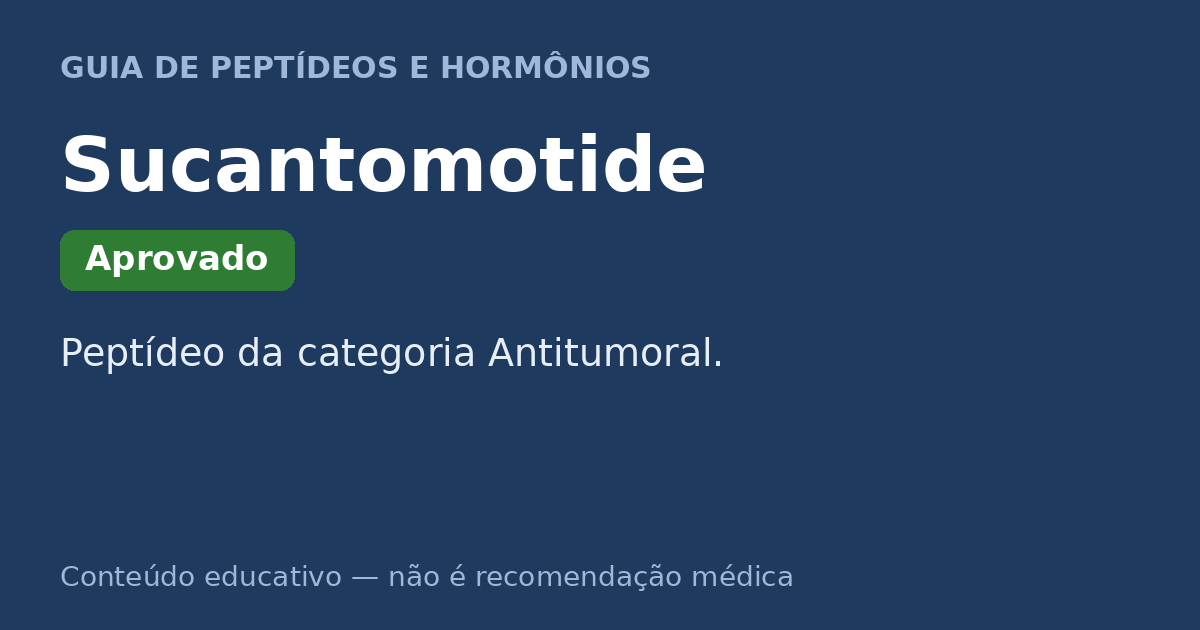 GUIA DE PEPTÍDEOS E HORMÔNIOS
Sucantomotide
Aprovado
Peptídeo da categoria Antitumoral.
Conteúdo educativo — não é recomendação médica